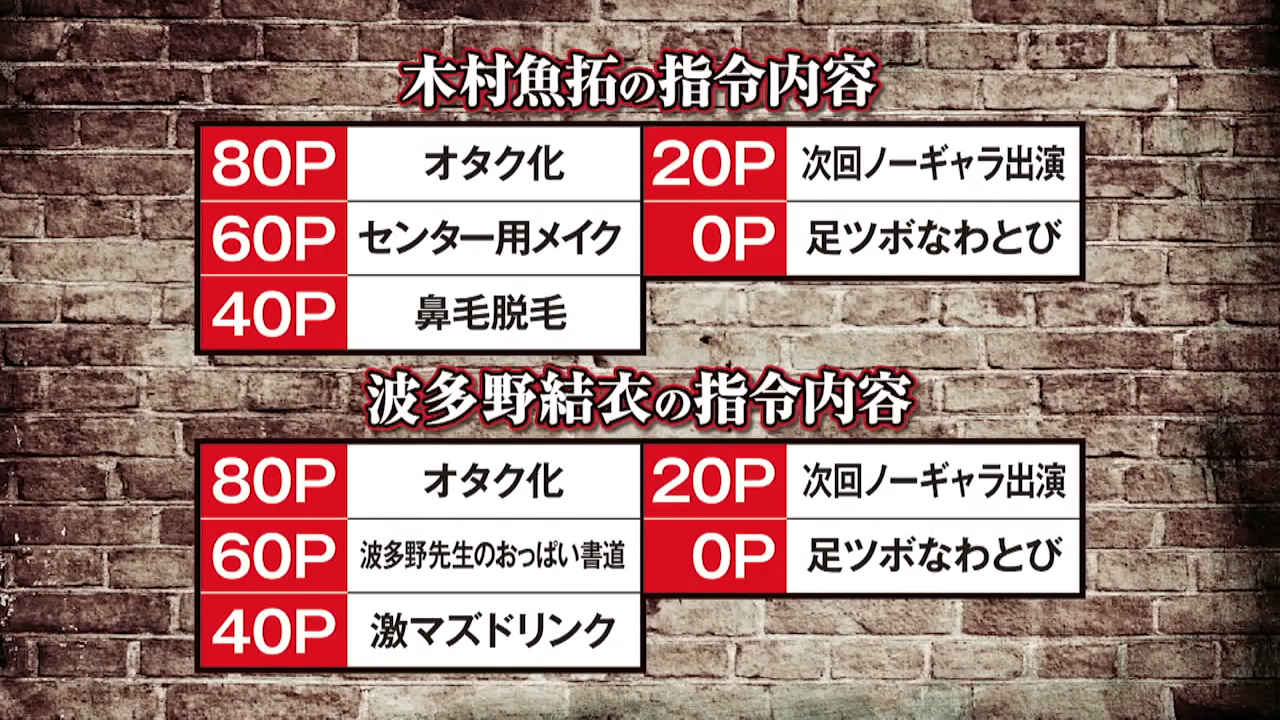 木村魚拓の指令内容
80P オタク化 20P 次回ノーギャラ出演
60P センター用メイク 0P 足ツボなわとび
40P 鼻毛脱毛
波多野結衣の指令内容
80P オタク化 20P 次回ノーギャラ出演
60P 波多野先生のおっぱい書道 0P 足ツボなわとび
40P 激マズドリンク